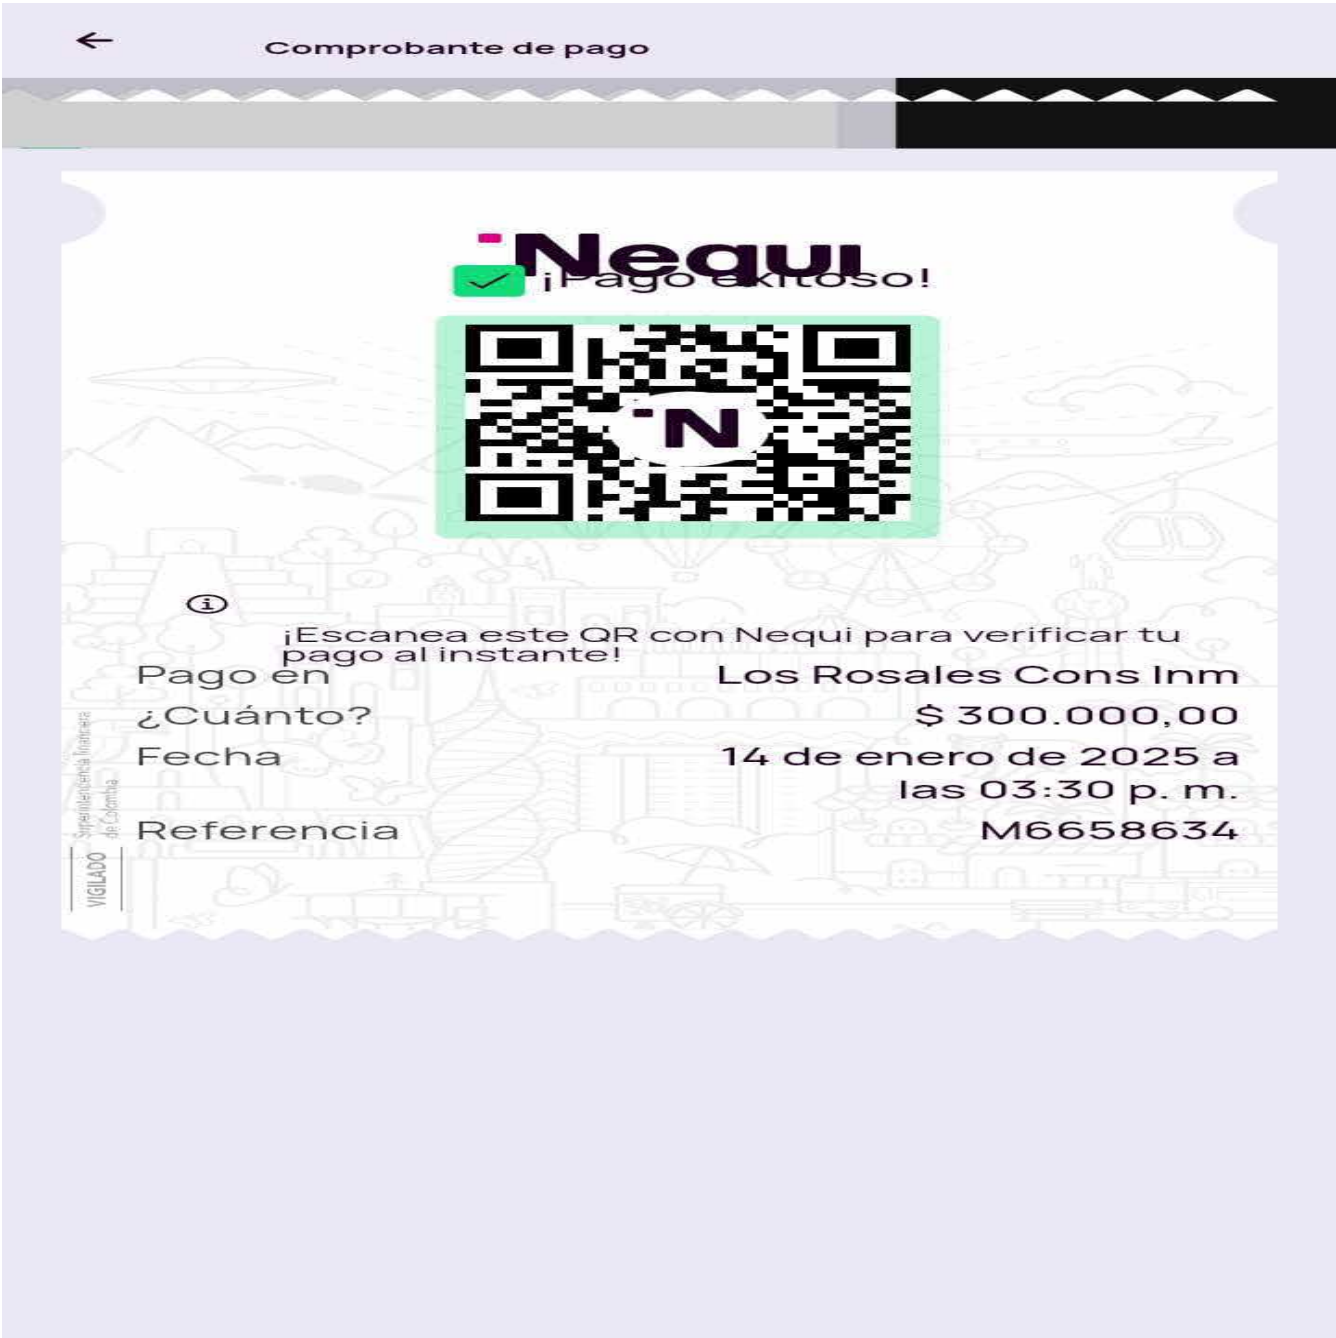 Comprobante de pago
Nequi
¡Pago exitoso!
N
¡Escanea este QR con Nequi para verificar tu
pago al instante!
Pago en Los Rosales Cons Inm
¿Cuánto? $ 300.000,00
Fecha 14 de enero de 2025 a
las 03:30 p. m.
Referencia M6658634
VIGILADO Superintendencia financiera
de Colombia